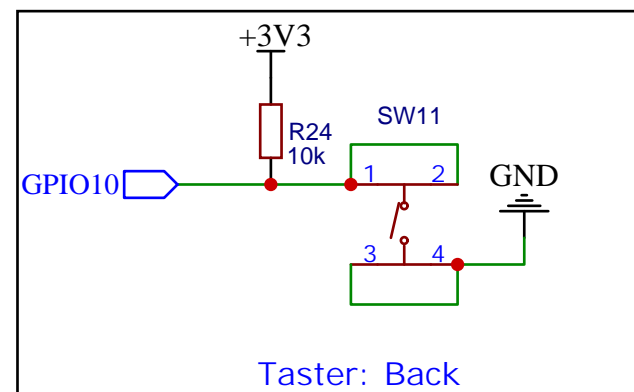 +3V3
R24
10k
SW11
GPIO10
1 2
GND
3 4
Taster: Back